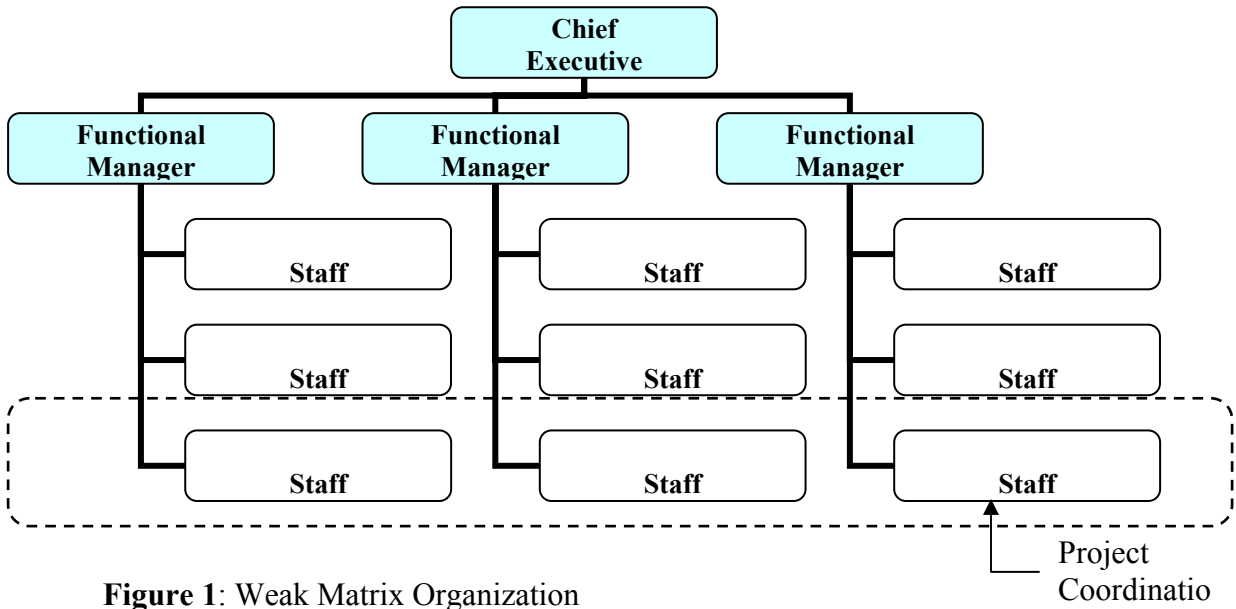 Chief
Executive
Functional
Manager
Functional
Manager
Functional
Manager
Staff
Staff
Staff
Staff
Staff
Staff
Staff
Staff
Staff
Project
Coordinatio
Figure 1: Weak Matrix Organization